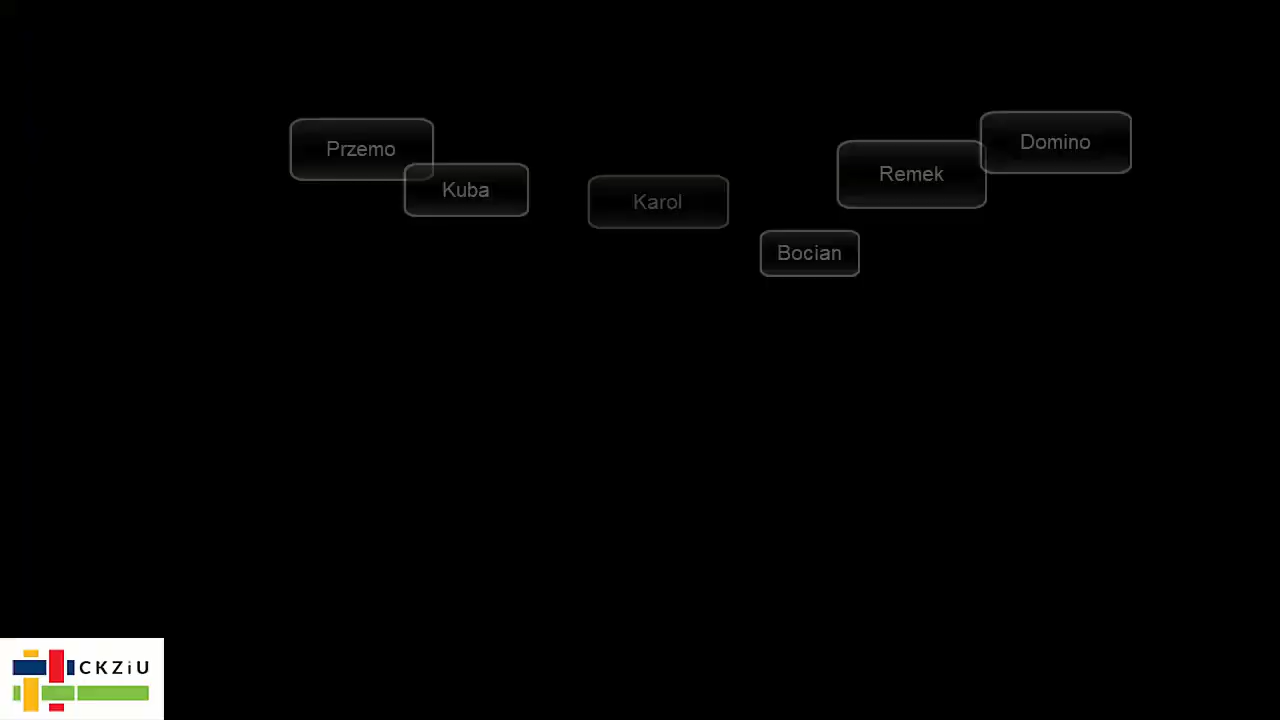 Przemo
Kuba
Karol
Bocian
Remek
Domino
CKZiU